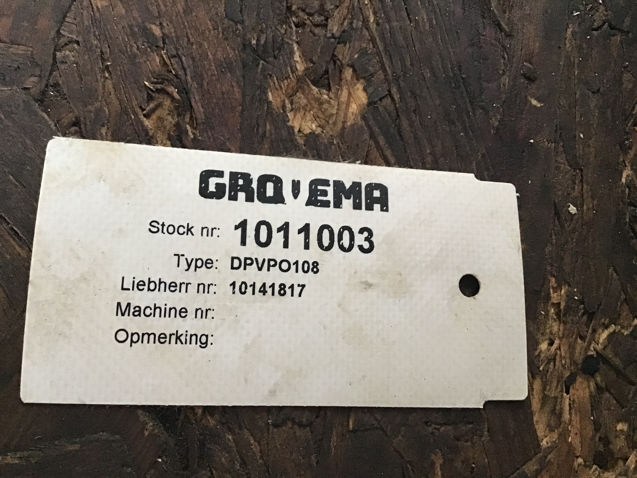 GROVEMA
Stock nr: 1011003
Type: DPVPO108
Liebherr nr: 10141817
Machine nr:
Opmerking: